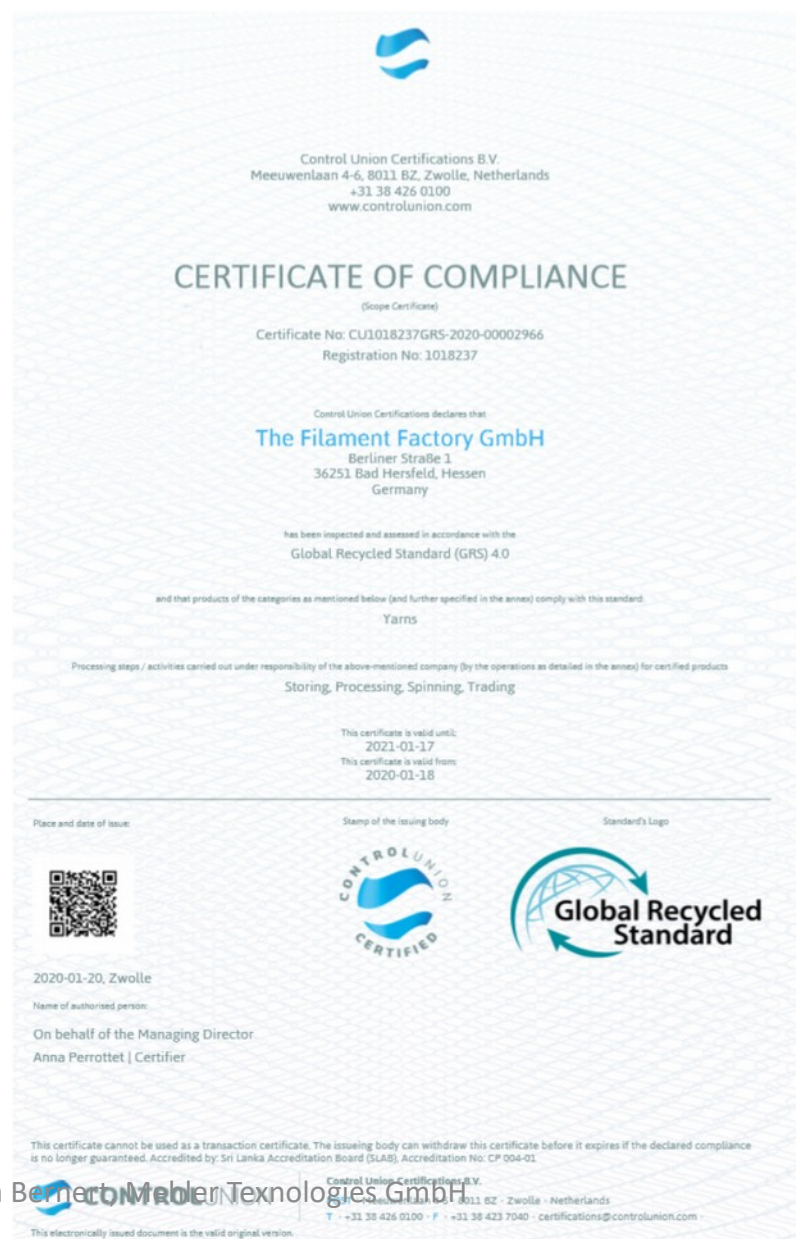 Control Union Certifications B.V.
Meeuwenlaan 4-6, 8011 BZ, Zwolle, Netherlands
+31 38 426 0100
www.controlunion.com
CERTIFICATE OF COMPLIANCE
(Scope Certificate)
Certificate No: CU1018237GRS-2020-00002966
Registration No: 1018237
Control Union Certifications declares that
The Filament Factory GmbH
Berliner Straße 1
36251 Bad Hersfeld, Hessen
Germany
has been inspected and assessed in accordance with the
Global Recycled Standard (GRS) 4.0
and that products of the categories as mentioned below (and further specified in the annex) comply with this standard:
Yarns
Processing steps / activities carried out under responsibility of the above-mentioned company (by the operations as detailed in the annex) for certified products
Storing, Processing, Spinning, Trading
This certificate is valid until:
2021-01-17
This certificate is valid from:
2020-01-18
Place and date of issue:
Stamp of the issuing body
Standard's Logo
CONTROLUNION
CERTIFIED
Global Recycled
Standard
2020-01-20, Zwolle
Name of authorised person:
On behalf of the Managing Director
Anna Perrottet | Certifier
This certificate cannot be used as a transaction certificate. The issueing body can withdraw this certificate before it expires if the declared compliance
is no longer guaranteed. Accredited by: Sri Lanka Accreditation Board (SLAB), Accreditation No: CP 004-01
Bernert, Mehler Texnologies GmbH
CONTROLUNION
Control Union Certifications B.V.
Meeuwenlaan 4-6 · 8011 BZ · Zwolle · Netherlands
T · +31 38 426 0100 · F · +31 38 423 7040 · certifications@controlunion.com ·
This electronically issued document is the valid original version.